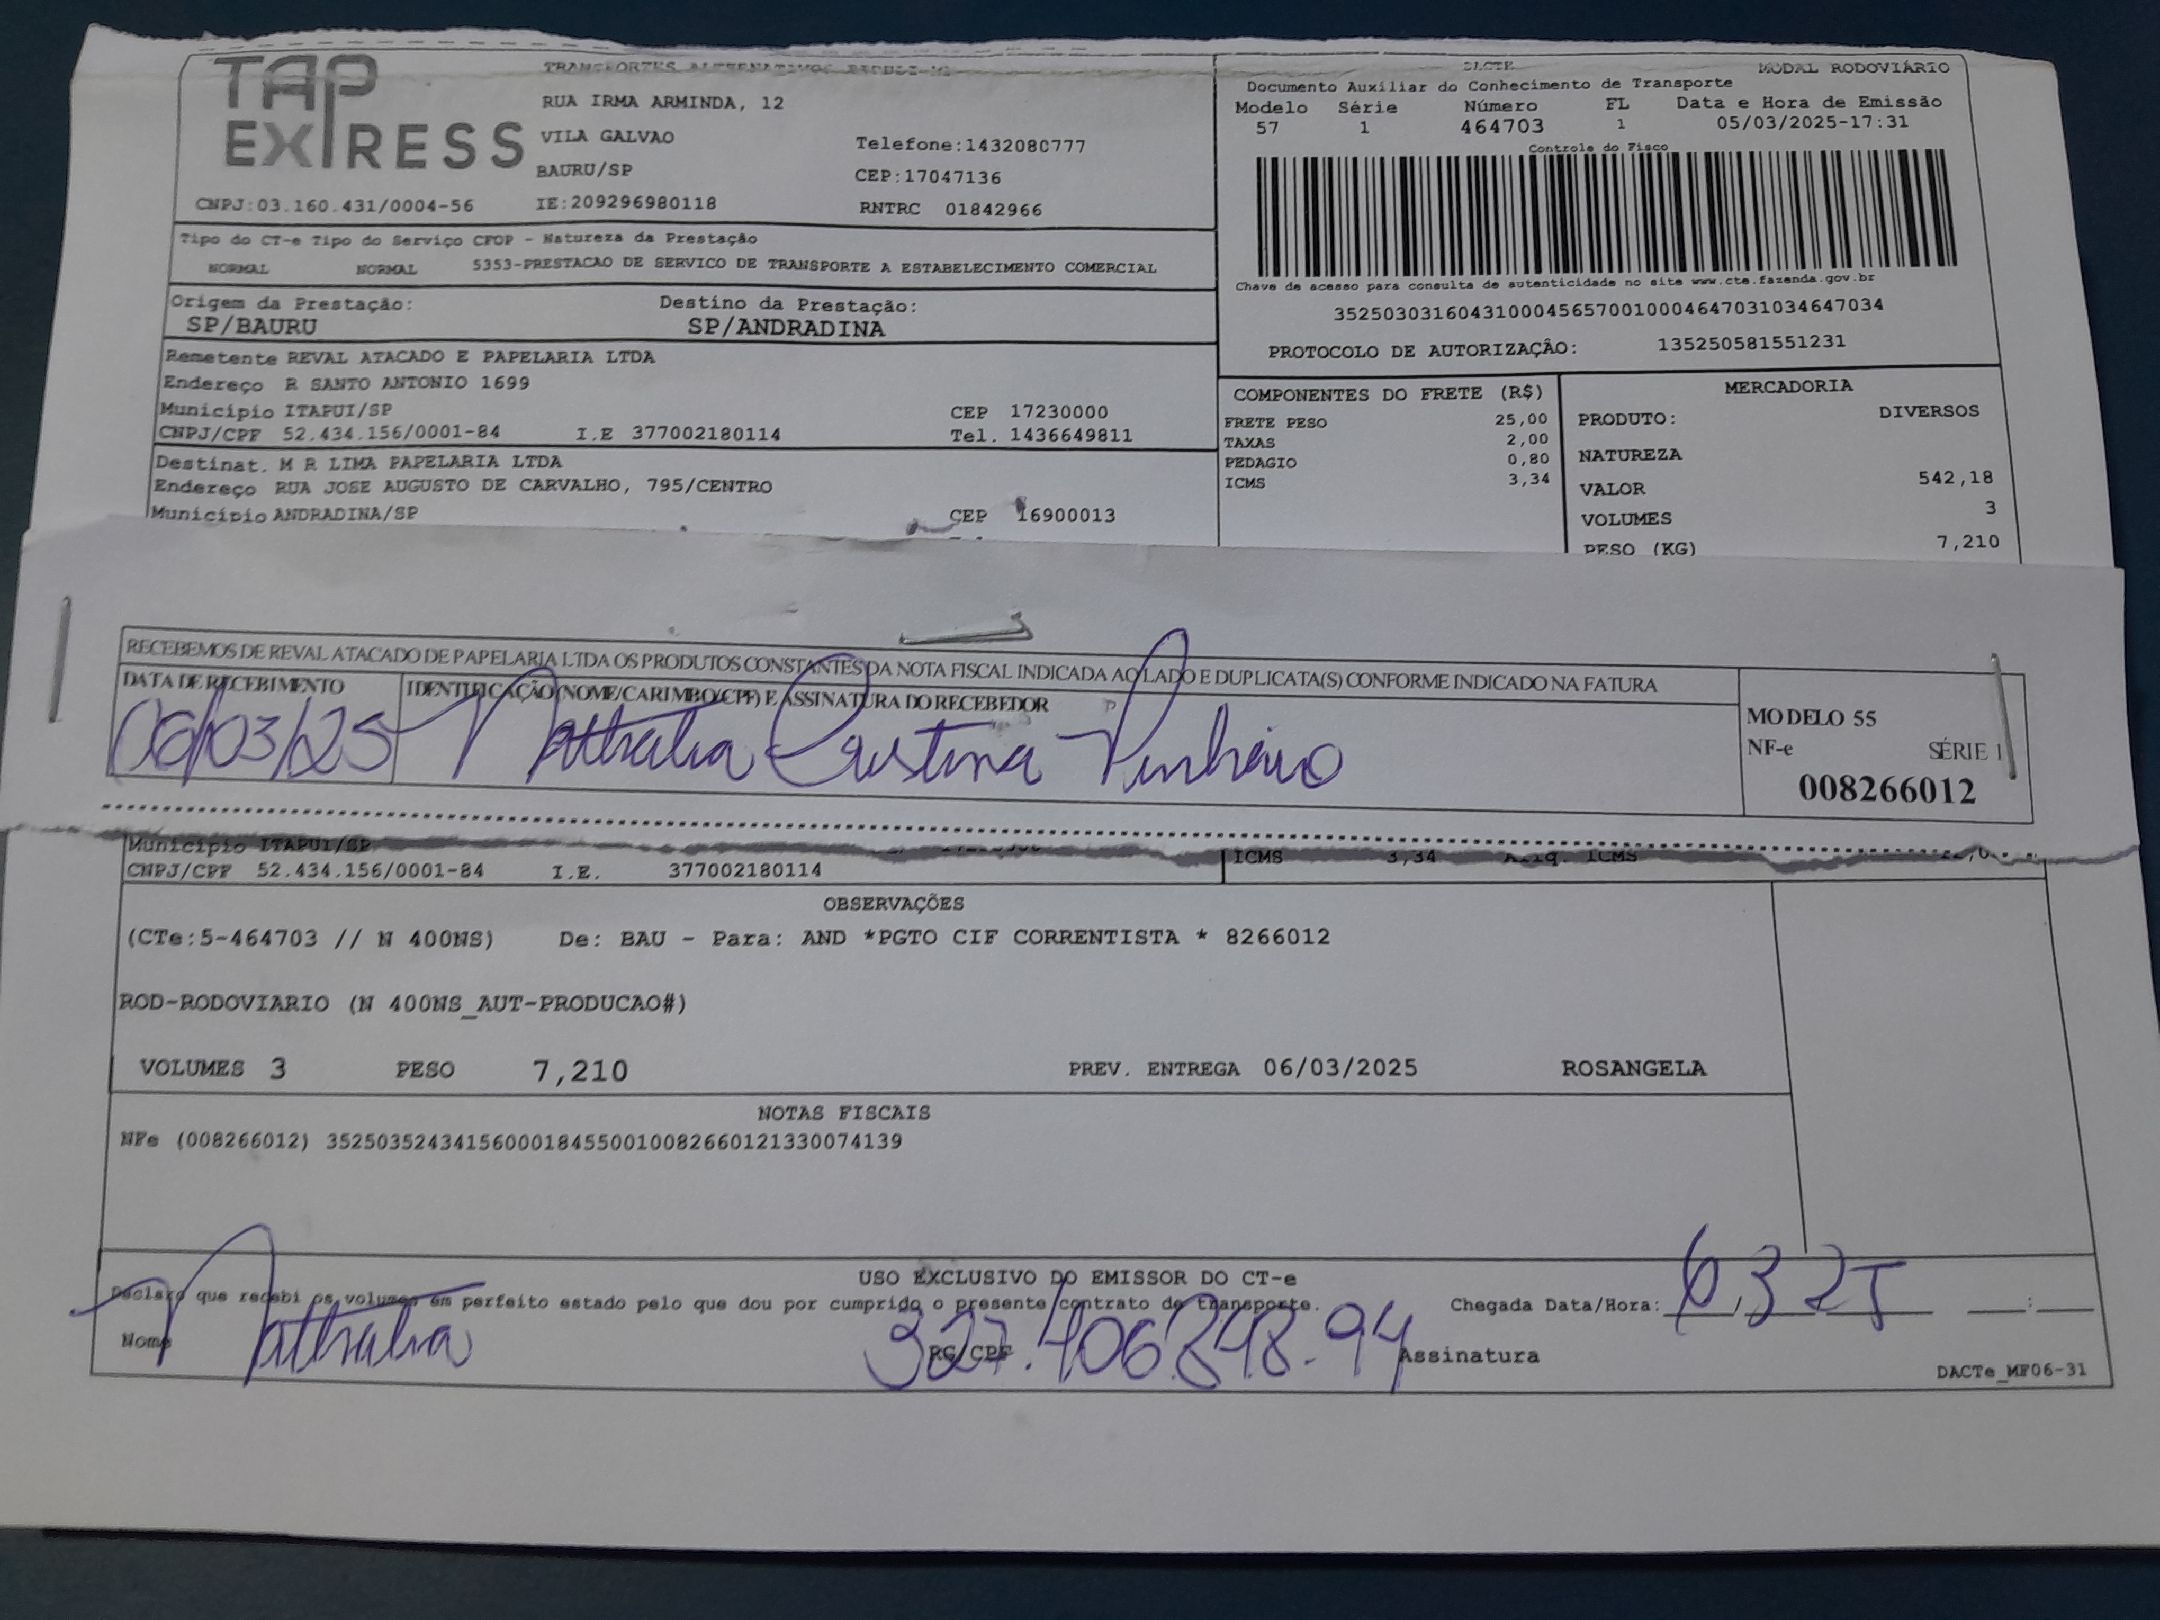 TAP EXPRESS
TRANSPORTES ALTERNATIVOS
RUA IRMA ARMINDA, 12
VILA GALVAO Telefone:1432080777
BAURU/SP CEP:17047136
CNPJ:03.160.431/0004-56 IE:209296980118 RNTRC 01842966
DACTE MODAL RODOVIÁRIO
Documento Auxiliar do Conhecimento de Transporte
Modelo Série Número FL Data e Hora de Emissão
57 1 464703 1 05/03/2025-17:31
Controle do Fisco
Chave de acesso para consulta de autenticidade no site www.cte.fazenda.gov.br
35250303160431000456570010004647031034647034
PROTOCOLO DE AUTORIZAÇÃO: 135250581551231
Tipo do CT-e Tipo do Serviço CFOP - Natureza da Prestação
NORMAL NORMAL 5353-PRESTACAO DE SERVICO DE TRANSPORTE A ESTABELECIMENTO COMERCIAL
Origem da Prestação: Destino da Prestação:
SP/BAURU SP/ANDRADINA
Remetente REVAL ATACADO E PAPELARIA LTDA
Endereço R SANTO ANTONIO 1699
Município ITAPUI/SP CEP 17230000
CNPJ/CPF 52.434.156/0001-84 I.E 377002180114 Tel. 1436649811
Destinat. M R LIMA PAPELARIA LTDA
Endereço RUA JOSE AUGUSTO DE CARVALHO, 795/CENTRO
Município ANDRADINA/SP CEP 16900013
COMPONENTES DO FRETE (R$)
FRETE PESO 25,00
TAXAS 2,00
PEDAGIO 0,80
ICMS 3,34
MERCADORIA
PRODUTO: DIVERSOS
NATUREZA
VALOR 542,18
VOLUMES 3
PESO (KG) 7,210
RECEBEMOS DE REVAL ATACADO DE PAPELARIA LTDA OS PRODUTOS CONSTANTES DA NOTA FISCAL INDICADA AO LADO E DUPLICATA(S) CONFORME INDICADO NA FATURA
DATA DE RECEBIMENTO IDENTIFICAÇÃO (NOME/CARIMBO/CPF) E ASSINATURA DO RECEBEDOR
06/03/25 Nathalia Cristina Pinheiro
MODELO 55
NF-e SÉRIE 1
008266012
Município ITAPUI/SP
CNPJ/CPF 52.434.156/0001-84 I.E. 377002180114
ICMS 3,34 Aliq. ICMS
OBSERVAÇÕES
(CTe:5-464703 // N 400NS) De: BAU - Para: AND *PGTO CIF CORRENTISTA * 8266012
ROD-RODOVIARIO (N 400NS_AUT-PRODUCAO#)
VOLUMES 3 PESO 7,210 PREV. ENTREGA 06/03/2025 ROSANGELA
NOTAS FISCAIS
NFe (008266012) 35250352434156000184550010082660121330074139
USO EXCLUSIVO DO EMISSOR DO CT-e
Declaro que recebi os volumes em perfeito estado pelo que dou por cumprido o presente contrato de transporte.
Chegada Data/Hora: 6 3 25
Nome Nathalia RG/CPF 327.406.848.94 Assinatura
DACTe_MF06-31